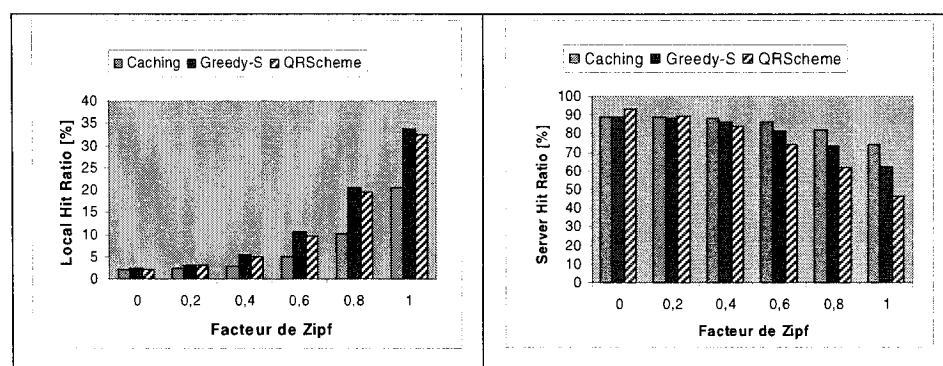 Caching Greedy-S QRScheme
Local Hit Ratio [%]
40
35
30
25
20
15
10
5
0
0 0,2 0,4 0,6 0,8 1
Facteur de Zipf
Caching Greedy-S QRScheme
Server Hit Ratio [%]
100
90
80
70
60
50
40
30
20
10
0
0 0,2 0,4 0,6 0,8 1
Facteur de Zipf